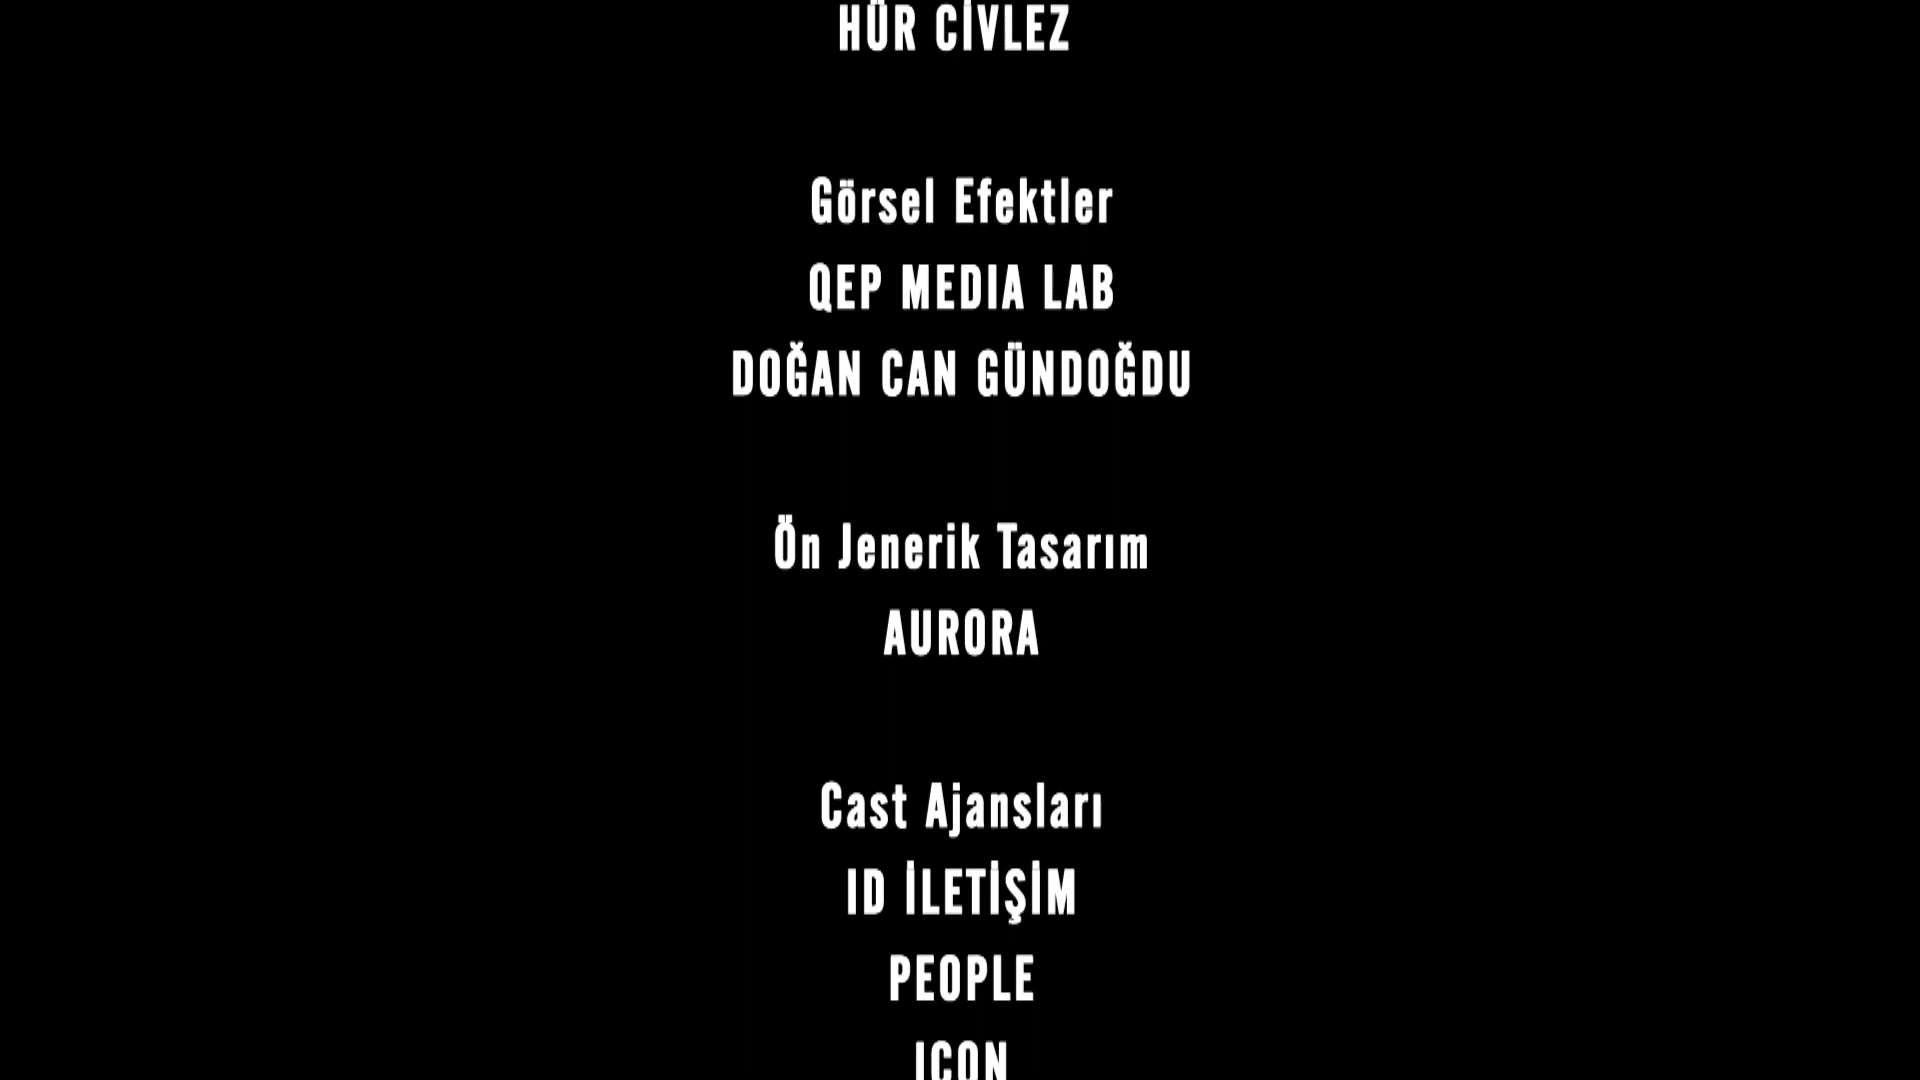 HÜR CİVLEZ
Görsel Efektler
QEP MEDIA LAB
DOĞAN CAN GÜNDOĞDU
Ön Jenerik Tasarım
AURORA
Cast Ajansları
ID İLETİŞİM
PEOPLE
ICON